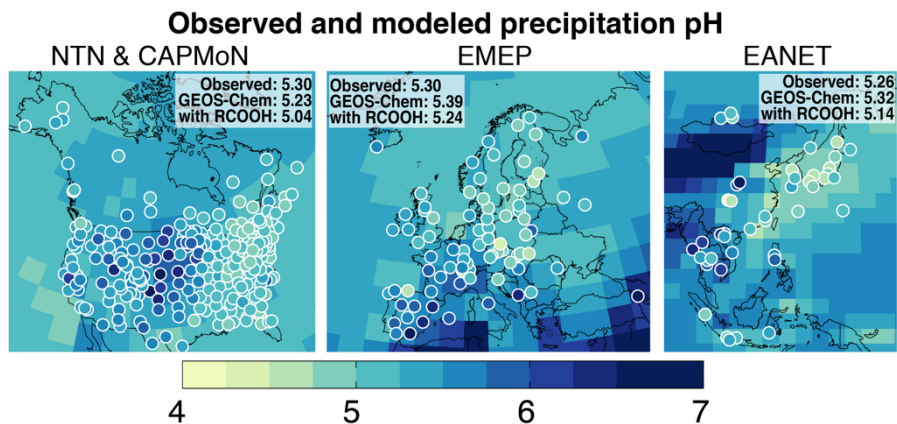 Observed and modeled precipitation pH
NTN & CAPMoN
EMEP
EANET
Observed: 5.30
GEOS-Chem: 5.23
with RCOOH: 5.04
Observed: 5.30
GEOS-Chem: 5.39
with RCOOH: 5.24
Observed: 5.26
GEOS-Chem: 5.32
with RCOOH: 5.14
4 5 6 7